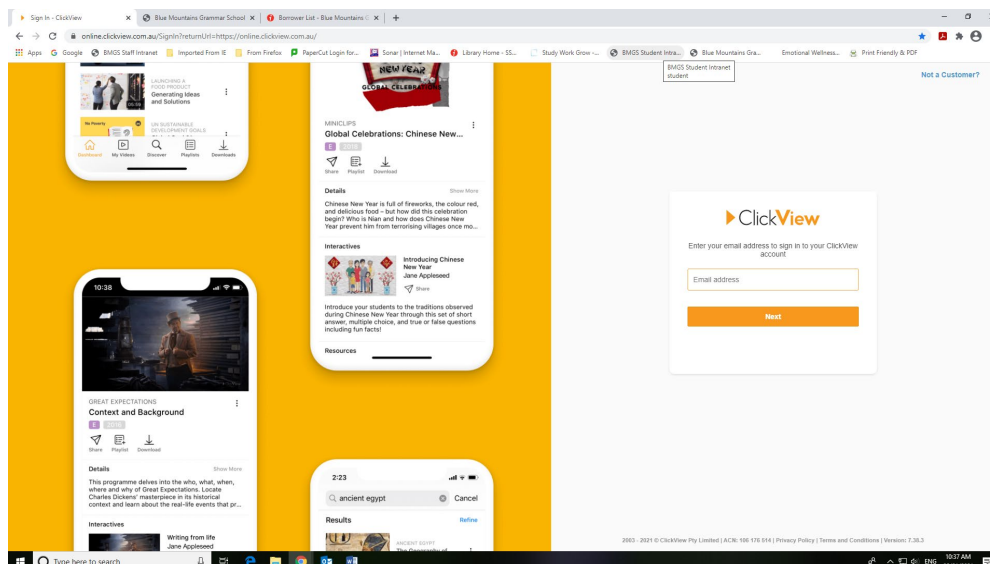 Sign In - ClickView
Blue Mountains Grammar School
Borrower List - Blue Mountains
online.clickview.com.au/SignIn?returnUrl=https://online.clickview.com.au/
Apps
Google
BMGS Staff Intranet
Imported From IE
From Firefox
PaperCut Login for...
Sonar | Internet Ma...
Library Home - SS...
Study Work Grow -...
BMGS Student Intra...
Blue Mountains Gra...
Emotional Wellness...
Print Friendly & PDF
BMGS Student Intranet
student
Not a Customer?
LAUNCHING A
FOOD PRODUCT
Generating Ideas
and Solutions
No Poverty
UN SUSTAINABLE
DEVELOPMENT GOALS
Dashboard
My Videos
Discover
Playlists
Downloads
NEW YEAR
GLOBAL CELEBRATIONS
MINICLIPS
Global Celebrations: Chinese New...
E 2018
Share
Playlist
Download
Details
Show More
Chinese New Year is full of fireworks, the colour red,
and delicious food – but how did this celebration
begin? Who is Nian and how does Chinese New
Year prevent him from terrorising villages once mo...
Interactives
Introducing Chinese
New Year
Jane Appleseed
Share
Introduce your students to the traditions observed
during Chinese New Year through this set of short
answer, multiple choice, and true or false questions
including fun facts!
Resources
10:38
GREAT EXPECTATIONS
Context and Background
E
Share
Playlist
Download
Details
Show More
This programme delves into the who, what, when,
where and why of Great Expectations. Locate
Charles Dickens' masterpiece in its historical
context and learn about the real-life events that pr...
Interactives
Writing from life
Jane Appleseed
2:23
ancient egypt
Cancel
Results
Refine
ANCIENT EGYPT
The Geography of
ClickView
Enter your email address to sign in to your ClickView
account
Email address
Next
2003 - 2021 © ClickView Pty Limited | ACN: 106 176 514 | Privacy Policy | Terms and Conditions | Version: 7.38.3
Type here to search
ENG
10:37 AM